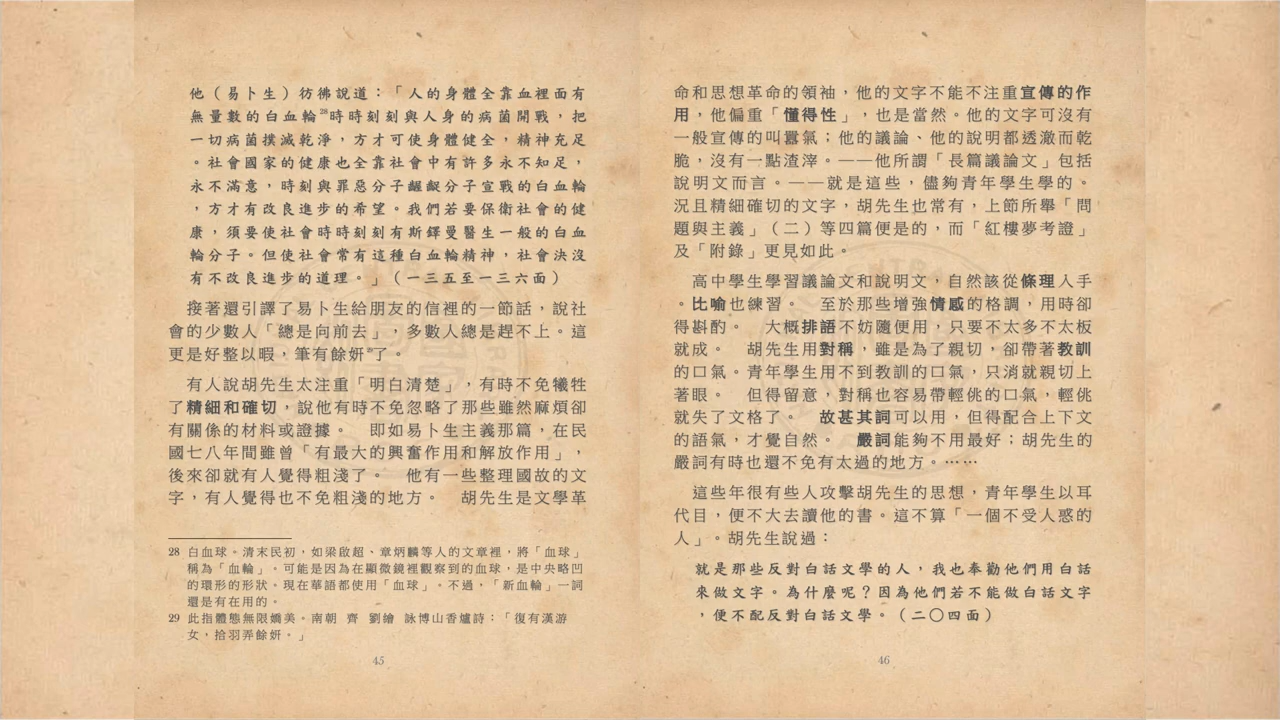 他（易卜生）彷彿說道：「人的身體全靠血裡面有
無量數的白血輪28時時刻刻與人身的病菌開戰，把
一切病菌撲滅乾淨，方才可使身體健全，精神充足
。社會國家的健康也全靠社會中有許多永不知足，
永不滿意，時刻與罪惡分子齷齪分子宣戰的白血輪
，方才有改良進步的希望。我們若要保衛社會的健
康，須要使社會時時刻刻有斯鐸曼醫生一般的白血
輪分子。但使社會常有這種白血輪精神，社會決沒
有不改良進步的道理。」（一三五至一三六面）
接著還引譯了易卜生給朋友的信裡的一節話，說社
會的少數人「總是向前去」，多數人總是趕不上。這
更是好整以暇，筆有餘妍29了。
有人說胡先生太注重「明白清楚」，有時不免犧牲
了精細和確切，說他有時不免忽略了那些雖然麻煩卻
有關係的材料或證據。　即如易卜生主義那篇，在民
國七八年間雖曾「有最大的興奮作用和解放作用」，
後來卻就有人覺得粗淺了。　他有一些整理國故的文
字，有人覺得也不免粗淺的地方。　胡先生是文學革
28 白血球。清末民初，如梁啟超、章炳麟等人的文章裡，將「血球」
稱為「血輪」。可能是因為在顯微鏡裡觀察到的血球，是中央略凹
的環形的形狀。現在華語都使用「血球」。不過，「新血輪」一詞
還是有在用的。
29 此指體態無限嬌美。南朝 齊 劉繪 詠博山香爐詩：「復有漢游
女，拾羽弄餘妍。」
45
命和思想革命的領袖，他的文字不能不注重宣傳的作
用，他偏重「懂得性」，也是當然。他的文字可沒有
一般宣傳的叫囂氣；他的議論、他的說明都透澈而乾
脆，沒有一點渣滓。——他所謂「長篇議論文」包括
說明文而言。——就是這些，儘夠青年學生學的。
況且精細確切的文字，胡先生也常有，上節所舉「問
題與主義」（二）等四篇便是的，而「紅樓夢考證」
及「附錄」更見如此。
高中學生學習議論文和說明文，自然該從條理人手
。比喻也練習。　至於那些增強情感的格調，用時卻
得斟酌。　大概排語不妨隨便用，只要不太多不太板
就成。　胡先生用對稱，雖是為了親切，卻帶著教訓
的口氣。青年學生用不到教訓的口氣，只消就親切上
著眼。　但得留意，對稱也容易帶輕佻的口氣，輕佻
就失了文格了。　故甚其詞可以用，但得配合上下文
的語氣，才覺自然。　嚴詞能夠不用最好；胡先生的
嚴詞有時也還不免有太過的地方。……
這些年很有些人攻擊胡先生的思想，青年學生以耳
代目，便不大去讀他的書。這不算「一個不受人惑的
人」。胡先生說過：
就是那些反對白話文學的人，我也奉勸他們用白話
來做文字。為什麼呢？因為他們若不能做白話文字
，便不配反對白話文學。（二〇四面）
46